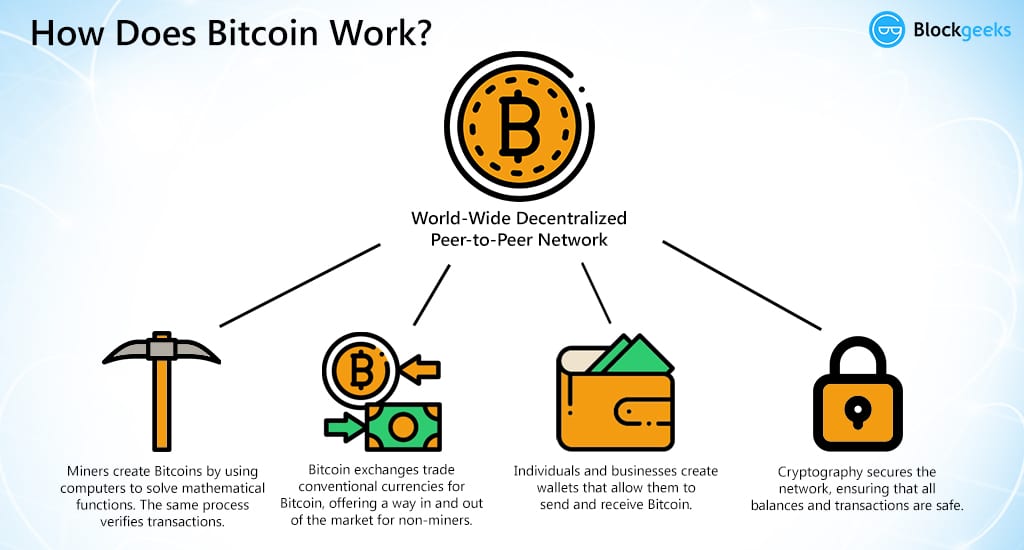 How Does Bitcoin Work?
Blockgeeks
World-Wide Decentralized
Peer-to-Peer Network
Miners create Bitcoins by using
computers to solve mathematical
functions. The same process
verifies transactions.
Bitcoin exchanges trade
conventional currencies for
Bitcoin, offering a way in and out
of the market for non-miners.
Individuals and businesses create
wallets that allow them to
send and receive Bitcoin.
Cryptography secures the
network, ensuring that all
balances and transactions are safe.